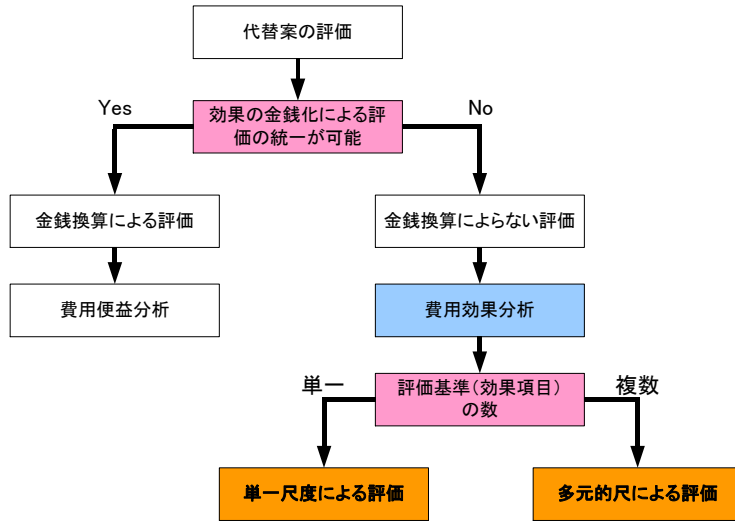 代替案の評価
Yes
No
効果の金銭化による評
価の統一が可能
金銭換算による評価
金銭換算によらない評価
費用便益分析
費用効果分析
単一
複数
評価基準(効果項目)
の数
単一尺度による評価
多元的尺による評価